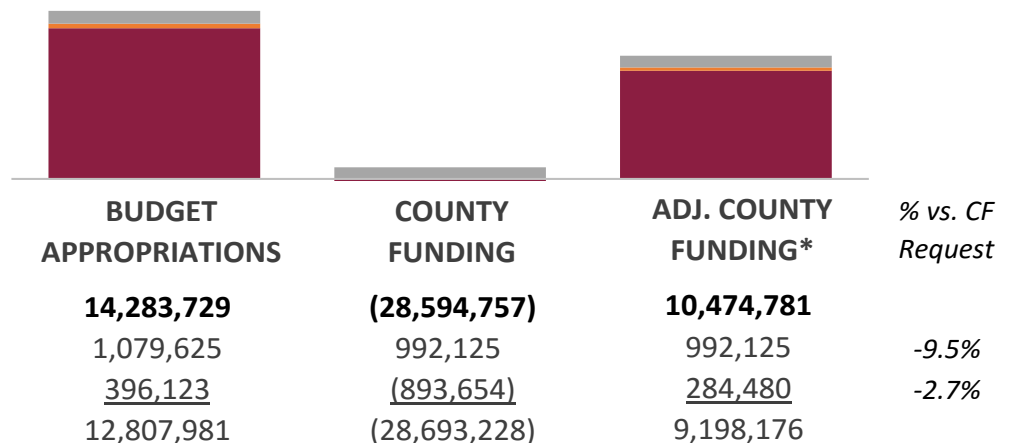 BUDGET APPROPRIATIONS COUNTY FUNDING ADJ. COUNTY FUNDING* % vs. CF Request
14,283,729 (28,594,757) 10,474,781
1,079,625 992,125 992,125 -9.5%
396,123 (893,654) 284,480 -2.7%
12,807,981 (28,693,228) 9,198,176